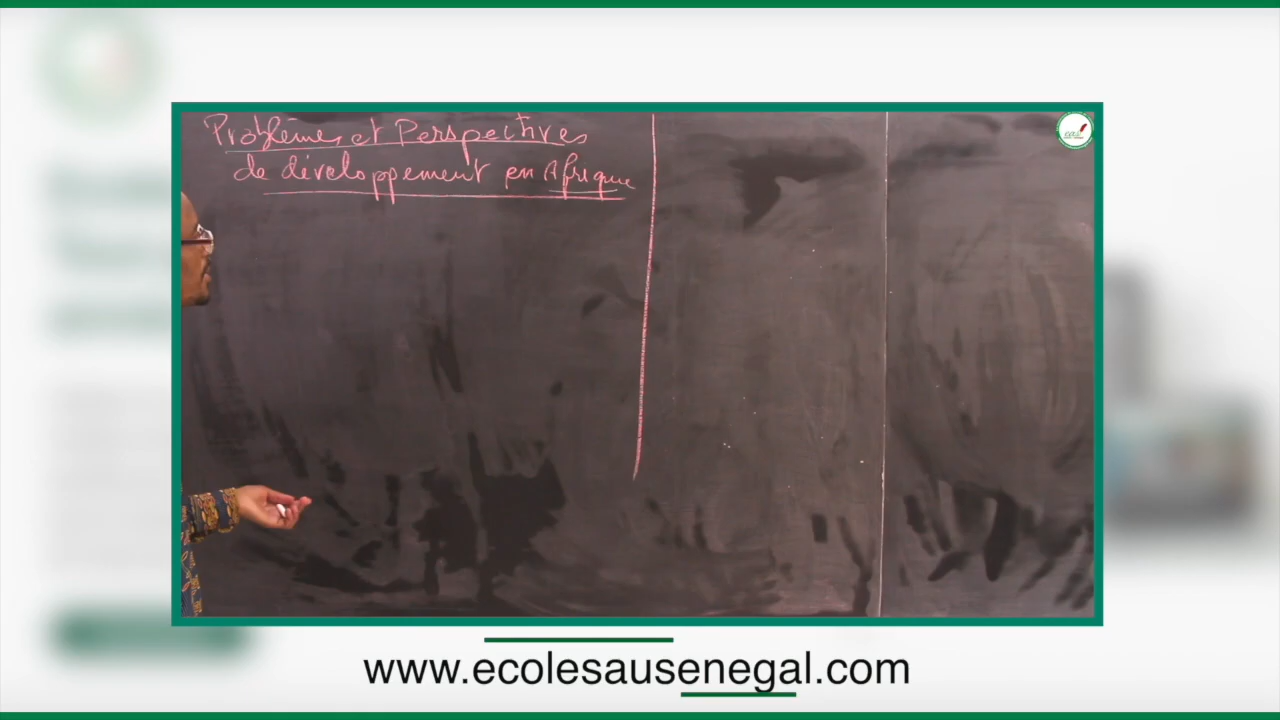 Problèmes et Perspectives
de développement en Afrique
www.ecolesausenegal.com